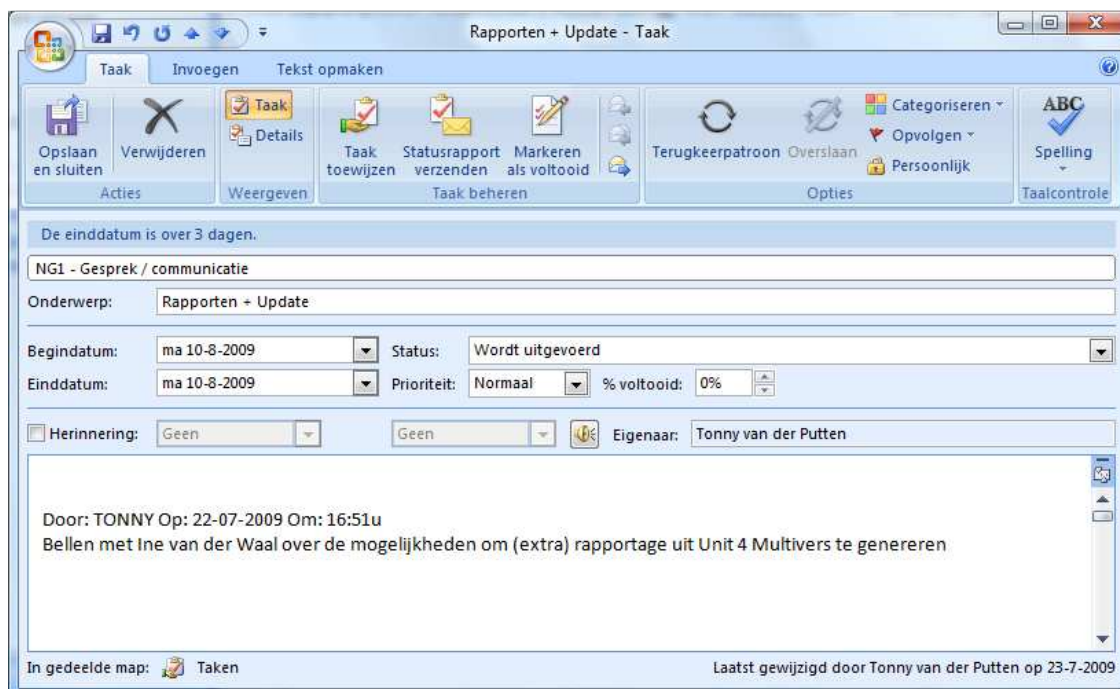 Rapporten + Update - Taak
Taak Invoegen Tekst opmaken
Opslaan en sluiten
Verwijderen
Acties
Taak
Details
Weergeven
Taak toewijzen
Statusrapport verzenden
Markeren als voltooid
Taak beheren
Terugkeerpatroon
Overslaan
Categoriseren
Opvolgen
Persoonlijk
Opties
ABC
Spelling
Taalcontrole
De einddatum is over 3 dagen.
NG1 - Gesprek / communicatie
Onderwerp: Rapporten + Update
Begindatum: ma 10-8-2009 Status: Wordt uitgevoerd
Einddatum: ma 10-8-2009 Prioriteit: Normaal % voltooid: 0%
Herinnering: Geen Geen Eigenaar: Tonny van der Putten
Door: TONNY Op: 22-07-2009 Om: 16:51u
Bellen met Ine van der Waal over de mogelijkheden om (extra) rapportage uit Unit 4 Multivers te genereren
In gedeelde map: Taken Laatst gewijzigd door Tonny van der Putten op 23-7-2009